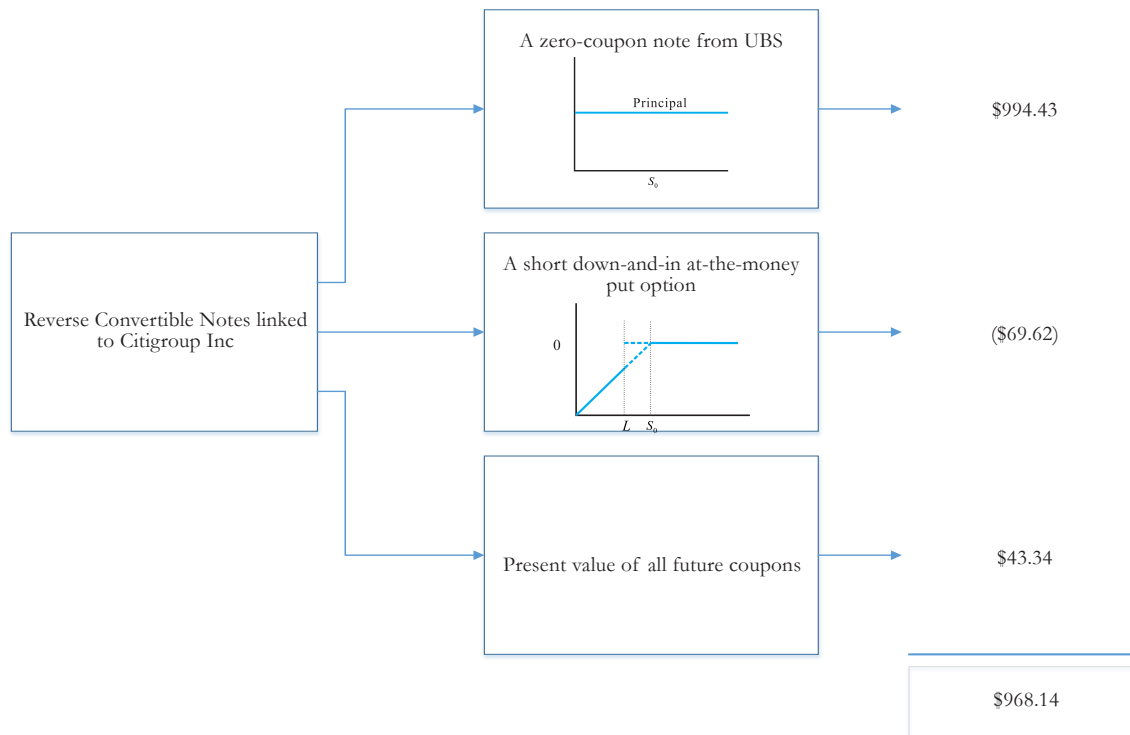 A zero-coupon note from UBS
Principal
S₀
$994.43
Reverse Convertible Notes linked
to Citigroup Inc
A short down-and-in at-the-money
put option
0
L S₀
($69.62)
Present value of all future coupons
$43.34
$968.14